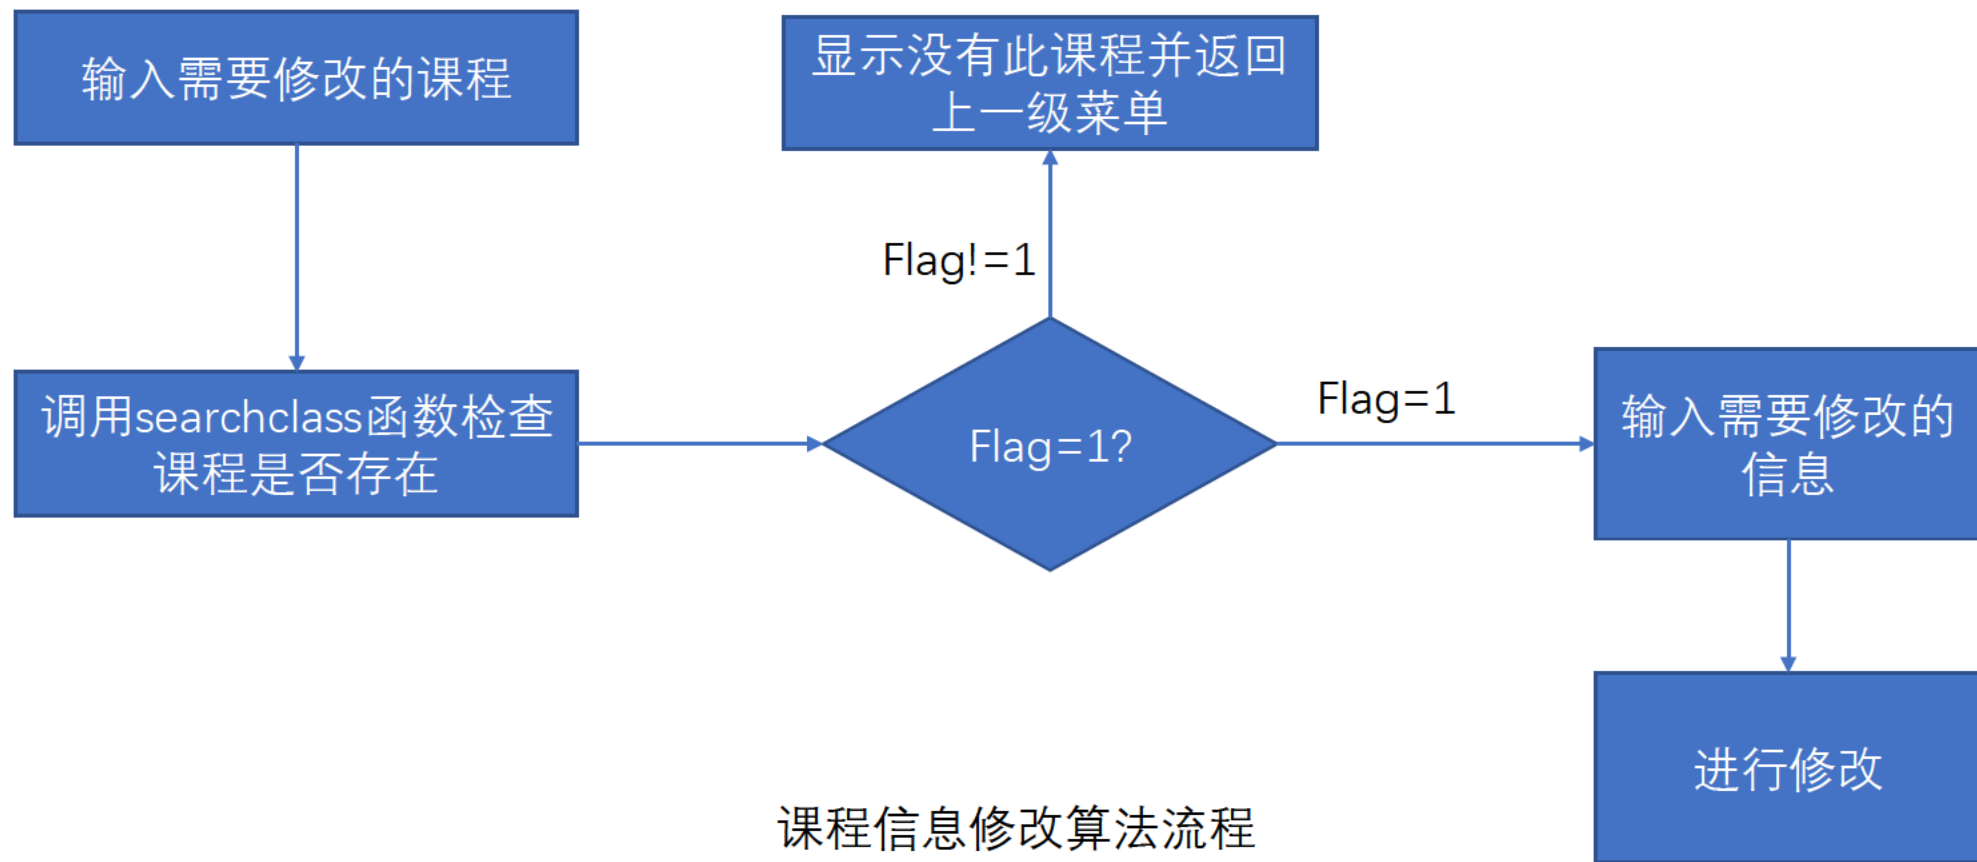 输入需要修改的课程
显示没有此课程并返回
上一级菜单
Flag!=1
调用searchclass函数检查
课程是否存在
Flag=1?
Flag=1
输入需要修改的
信息
进行修改
课程信息修改算法流程